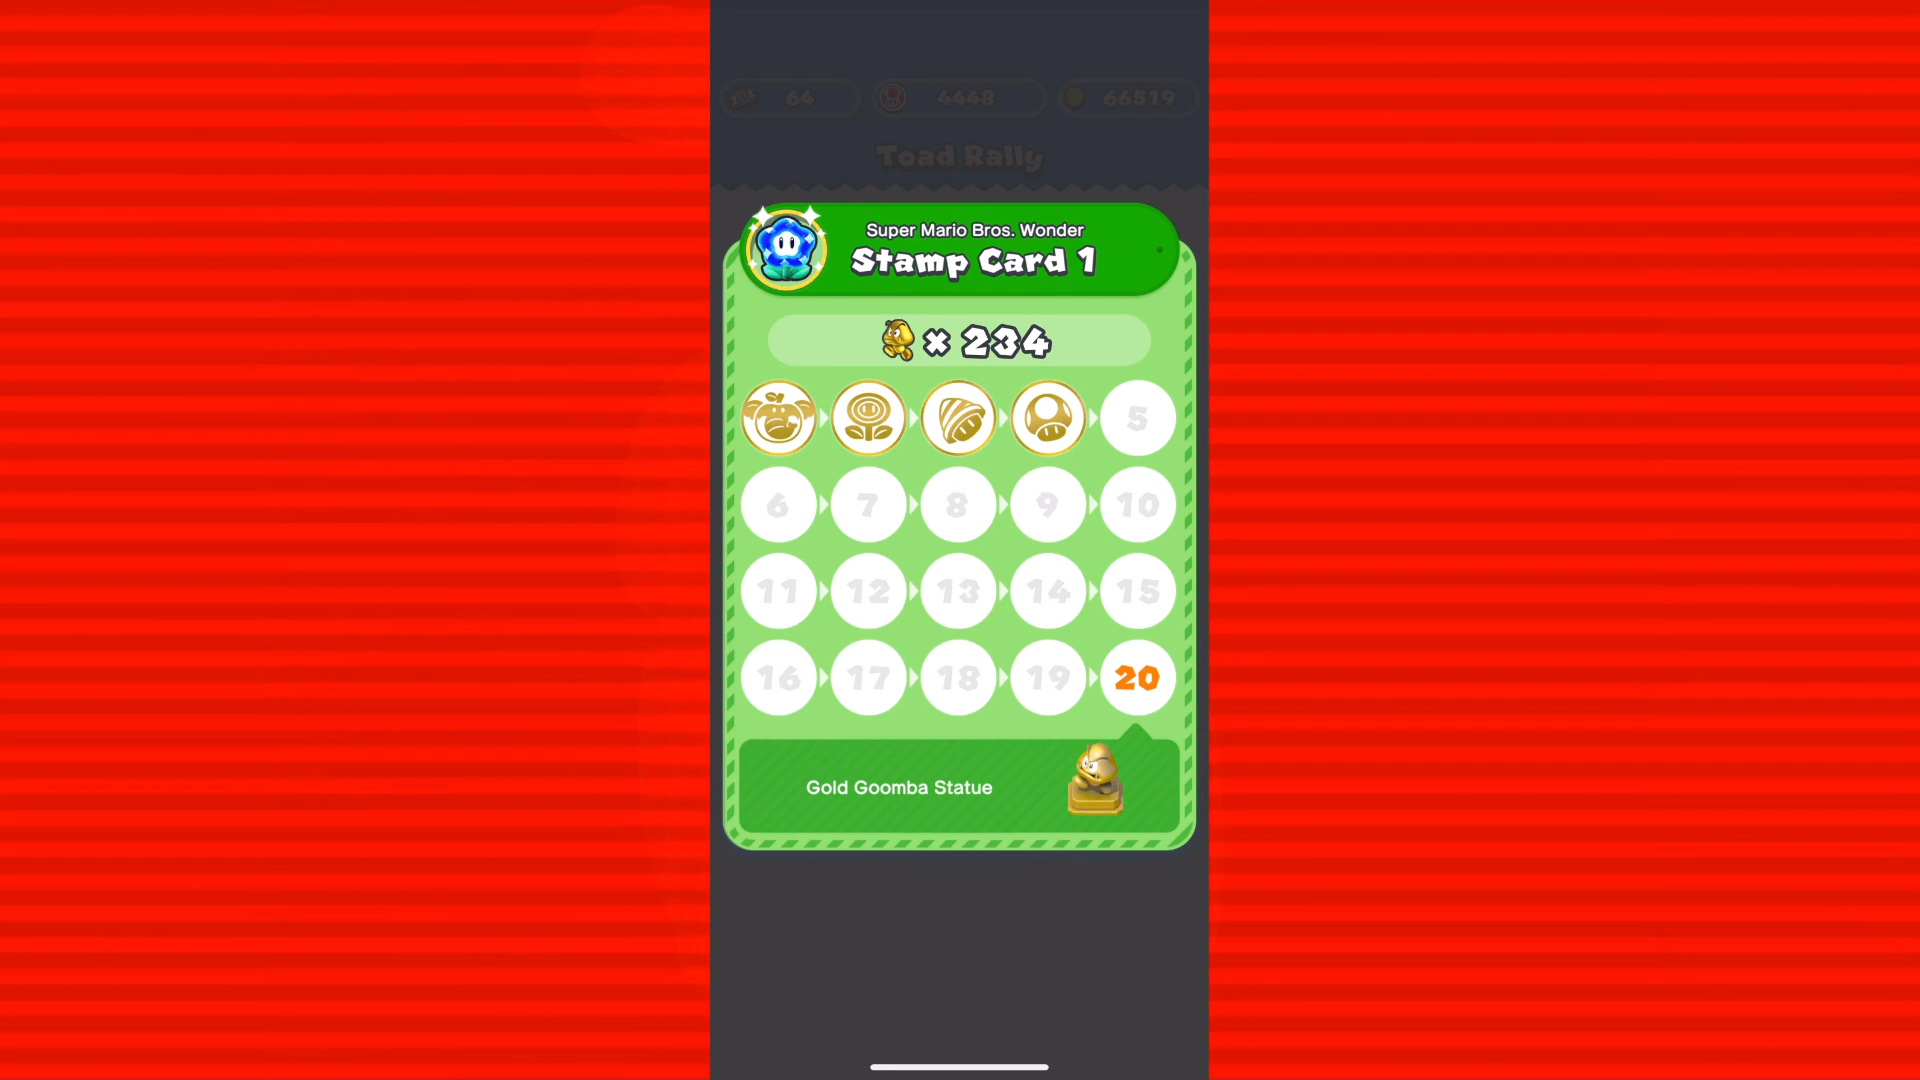 64 4448 66519
Toad Rally
Super Mario Bros. Wonder
Stamp Card 1
× 234
5
6 7 8 9 10
11 12 13 14 15
16 17 18 19 20
Gold Goomba Statue